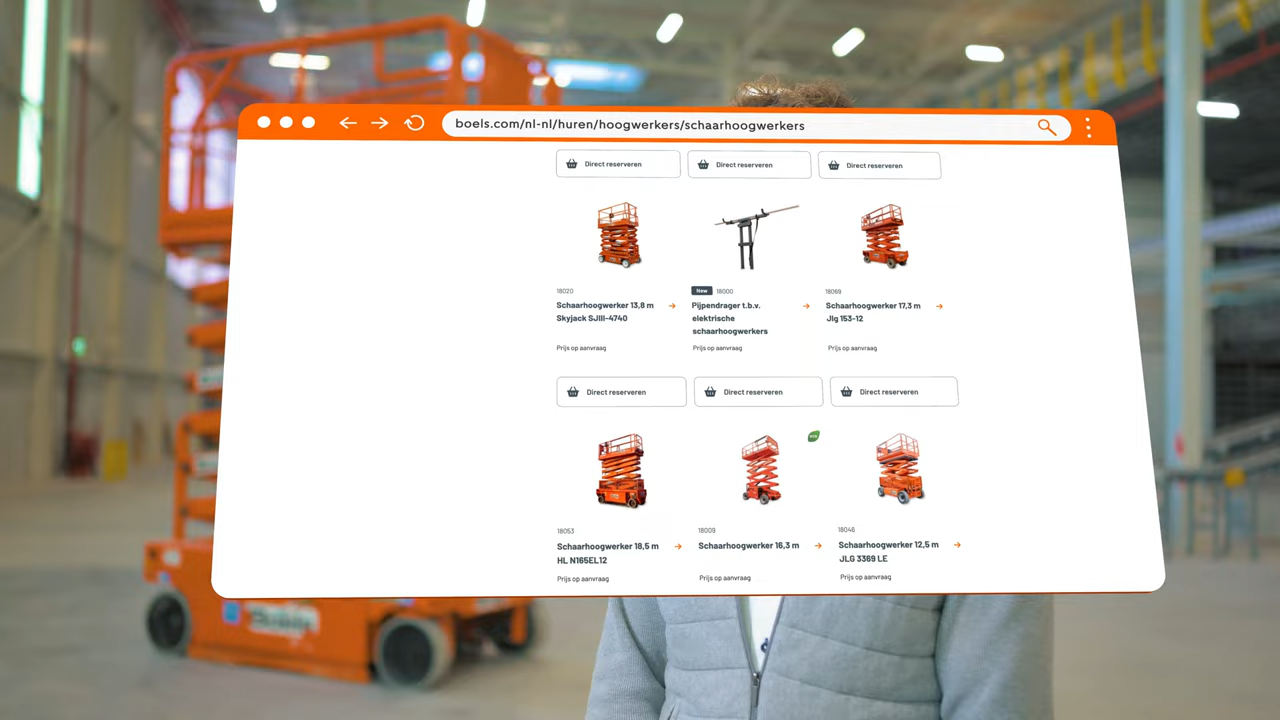 boels.com/nl-nl/huren/hoogwerkers/schaarhoogwerkers
Direct reserveren
Direct reserveren
Direct reserveren
18020
Schaarhoogwerker 13,8 m
Skyjack SJIII-4740
Prijs op aanvraag
New 18000
Pijpendrager t.b.v.
elektrische
schaarhoogwerkers
Prijs op aanvraag
18069
Schaarhoogwerker 17,3 m
Jlg 153-12
Prijs op aanvraag
Direct reserveren
Direct reserveren
Direct reserveren
18053
Schaarhoogwerker 18,5 m
HL N165EL12
Prijs op aanvraag
18009
Schaarhoogwerker 16,3 m
Prijs op aanvraag
18046
Schaarhoogwerker 12,5 m
JLG 3369 LE
Prijs op aanvraag
Boels